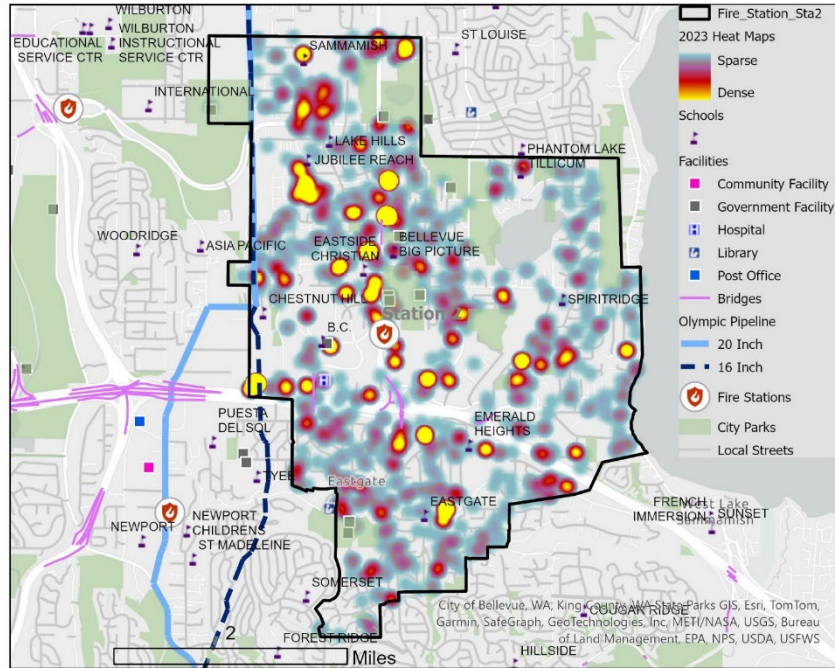 WILBURTON
WILBURTON
INSTRUCTIONAL
SERVICE CTR
EDUCATIONAL
SERVICE CTR
SAMMAMISH
ST LOUISE
INTERNATIONAL
LAKE HILLS
JUBILEE REACH
PHANTOM LAKE
TILLICUM
WOODRIDGE
ASIA PACIFIC
EASTSIDE
CHRISTIAN
BELLEVUE
BIG PICTURE
CHESTNUT HILL
Station 2
SPIRITRIDGE
B.C.
PUESTA
DEL SOL
EMERALD
HEIGHTS
TYEE
Eastgate
EASTGATE
FRENCH
IMMERSION
SUNSET
West Lake
Sammamish
NEWPORT
NEWPORT
CHILDRENS
ST MADELEINE
SOMERSET
COUGAR RIDGE
FOREST RIDGE
HILLSIDE
2
Miles
City of Bellevue, WA, King County, WA State Parks GIS, Esri, TomTom,
Garmin, SafeGraph, GeoTechnologies, Inc, METI/NASA, USGS, Bureau
of Land Management, EPA, NPS, USDA, USFWS
Fire_Station_Sta2
2023 Heat Maps
Sparse
Dense
Schools
Facilities
Community Facility
Government Facility
Hospital
Library
Post Office
Bridges
Olympic Pipeline
20 Inch
16 Inch
Fire Stations
City Parks
Local Streets